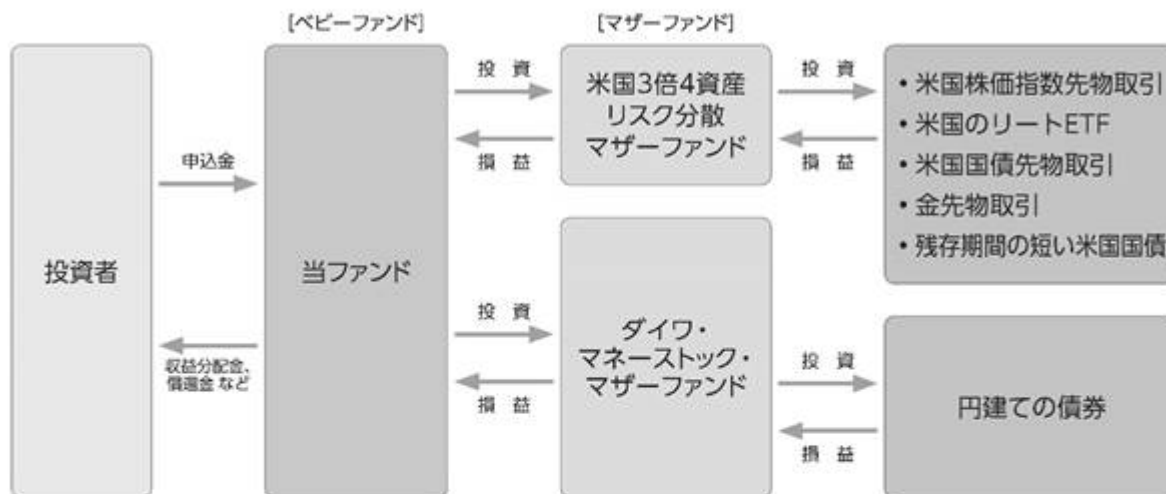 [ベビーファンド]
[マザーファンド]
投資者
申込金
収益分配金、
償還金 など
当ファンド
投 資
損 益
米国3倍4資産
リスク分散
マザーファンド
投 資
損 益
・米国株価指数先物取引
・米国のリートETF
・米国国債先物取引
・金先物取引
・残存期間の短い米国国債
投 資
損 益
ダイワ・
マネーストック・
マザーファンド
投 資
損 益
円建ての債券